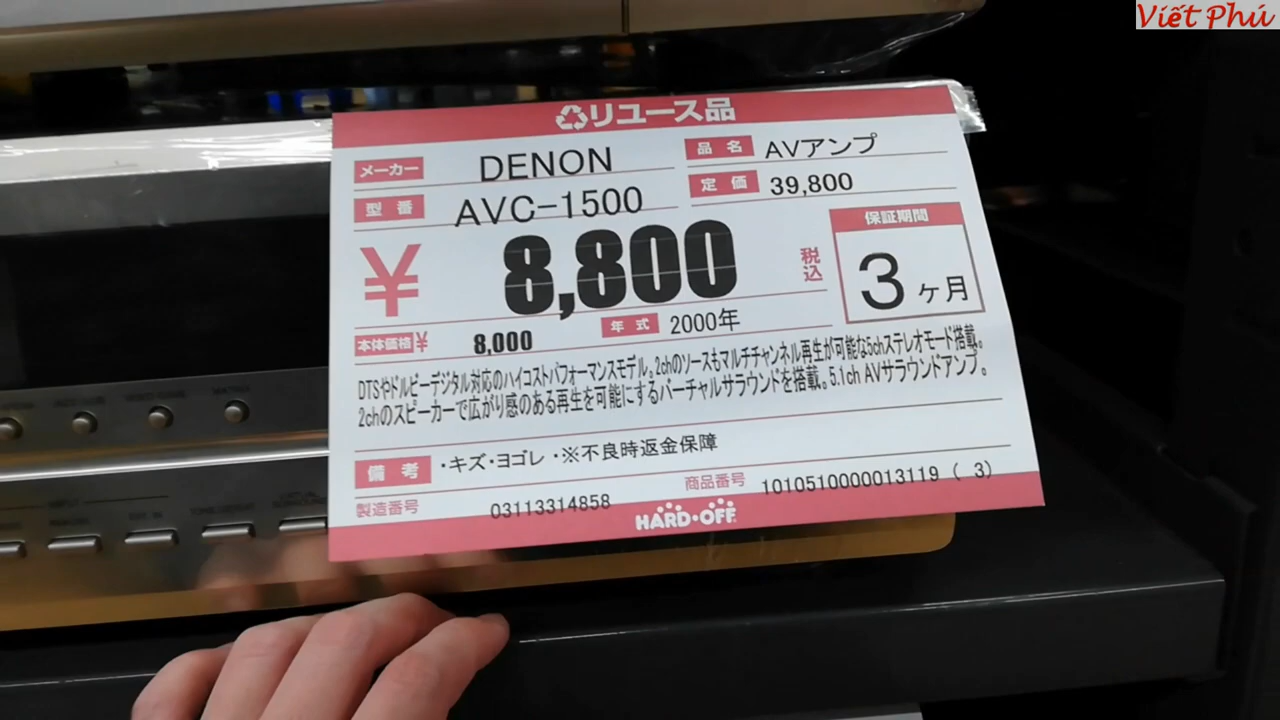 Việt Phú
リユース品
メーカー DENON 品名 AVアンプ
型番 AVC-1500 定価 39,800
¥ 8,800 税込
保証期間
3ヶ月
本体価格¥ 8,000 年式 2000年
DTSやドルビーデジタル対応のハイコストパフォーマンスモデル。2chのソースもマルチチャンネル再生が可能な5chステレオモード搭載。
2chのスピーカーで広がり感のある再生を可能にするバーチャルサラウンドを搭載。5.1ch AVサラウンドアンプ。
備考 ・キズ・ヨゴレ ・※不良時返金保障
製造番号 03113314858 商品番号 1010510000013119 ( 3)
HARD・OFF